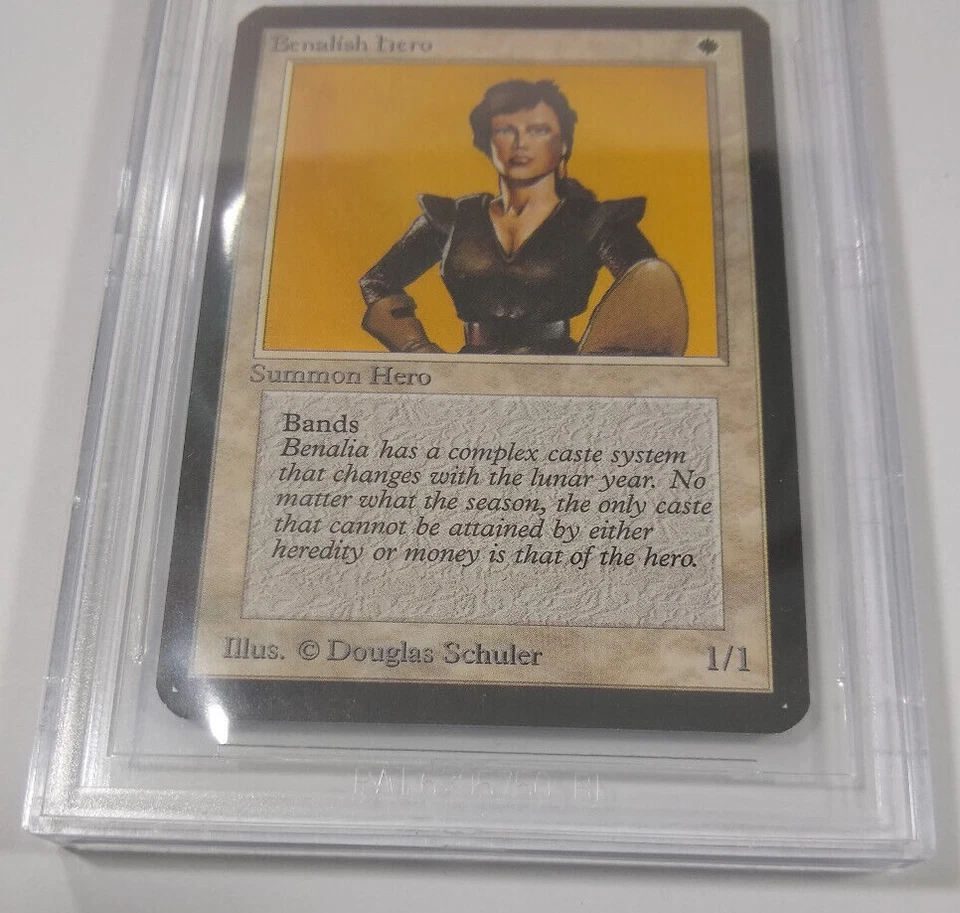 Benalish Hero
Summon Hero
Bands
Benalia has a complex caste system
that changes with the lunar year. No
matter what the season, the only caste
that cannot be attained by either
heredity or money is that of the hero.
Illus. © Douglas Schuler
1/1